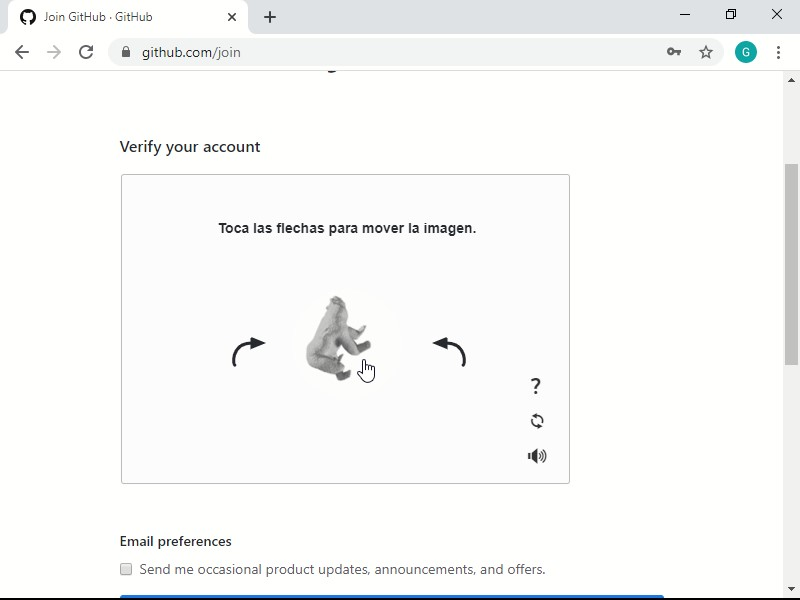 Join GitHub · GitHub
github.com/join
G
Verify your account
Toca las flechas para mover la imagen.
?
Email preferences
Send me occasional product updates, announcements, and offers.